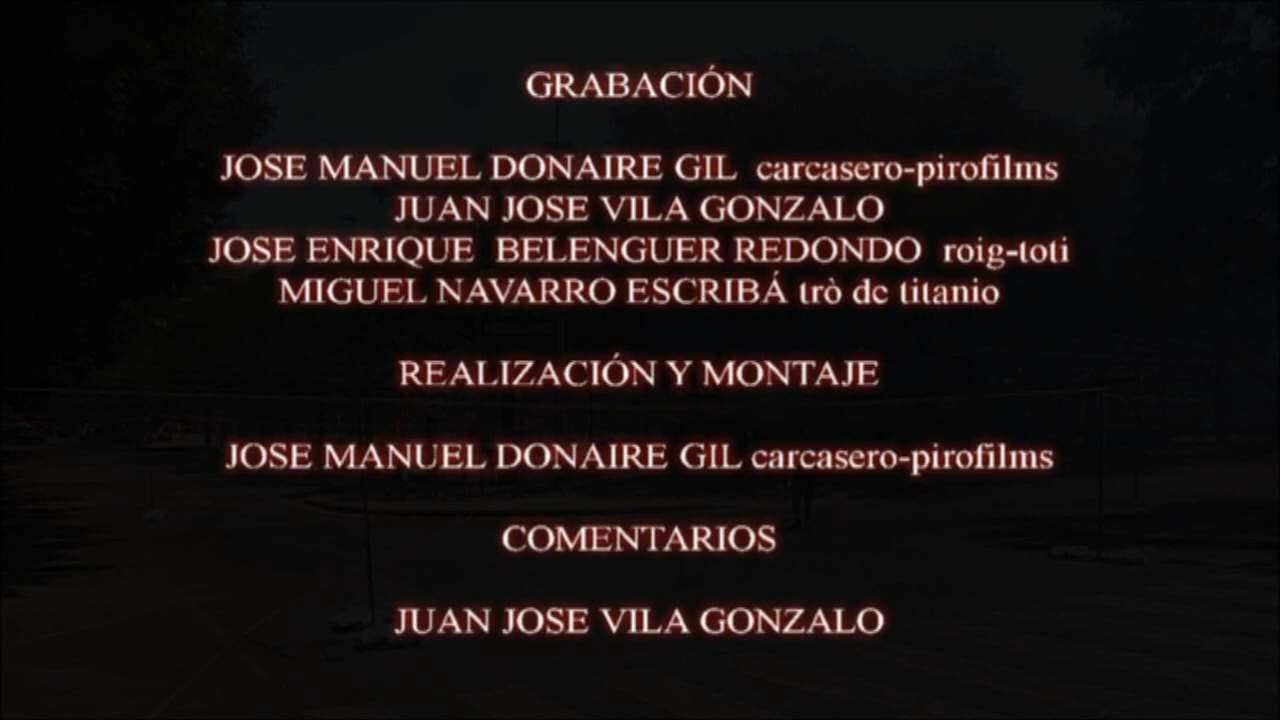 GRABACIÓN
JOSE MANUEL DONAIRE GIL carcasero-pirofilms
JUAN JOSE VILA GONZALO
JOSE ENRIQUE BELENGUER REDONDO roig-toti
MIGUEL NAVARRO ESCRIBÁ trò de titanio
REALIZACIÓN Y MONTAJE
JOSE MANUEL DONAIRE GIL carcasero-pirofilms
COMENTARIOS
JUAN JOSE VILA GONZALO